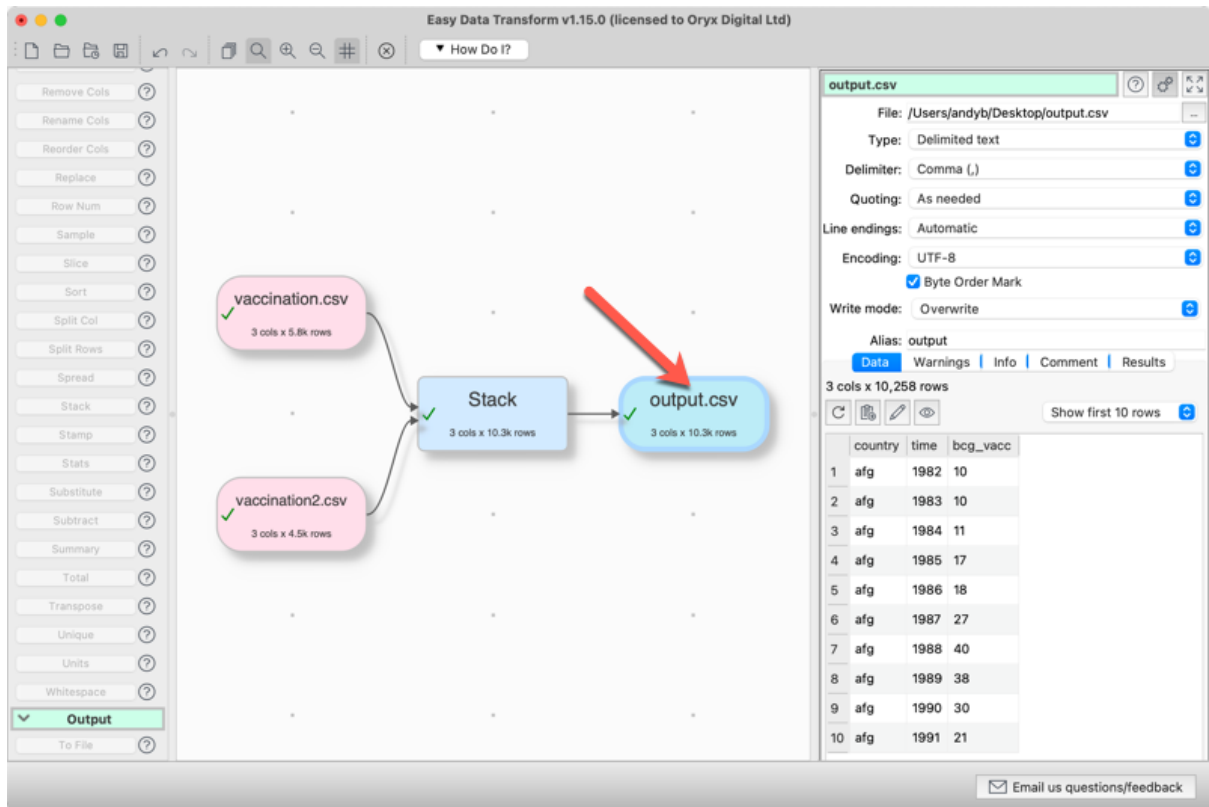 Easy Data Transform v1.15.0 (licensed to Oryx Digital Ltd)
How Do I?
Remove Cols
Rename Cols
Reorder Cols
Replace
Row Num
Sample
Slice
Sort
Split Col
Split Rows
Spread
Stack
Stamp
Stats
Substitute
Subtract
Summary
Total
Transpose
Unique
Units
Whitespace
Output
To File
vaccination.csv
3 cols x 5.8k rows
vaccination2.csv
3 cols x 4.5k rows
Stack
3 cols x 10.3k rows
output.csv
3 cols x 10.3k rows
output.csv
File: /Users/andyb/Desktop/output.csv ...
Type: Delimited text
Delimiter: Comma (,)
Quoting: As needed
Line endings: Automatic
Encoding: UTF-8
Byte Order Mark
Write mode: Overwrite
Alias: output
Data Warnings Info Comment Results
3 cols x 10,258 rows
Show first 10 rows
country time bcg_vacc
1 afg 1982 10
2 afg 1983 10
3 afg 1984 11
4 afg 1985 17
5 afg 1986 18
6 afg 1987 27
7 afg 1988 40
8 afg 1989 38
9 afg 1990 30
10 afg 1991 21
Email us questions/feedback